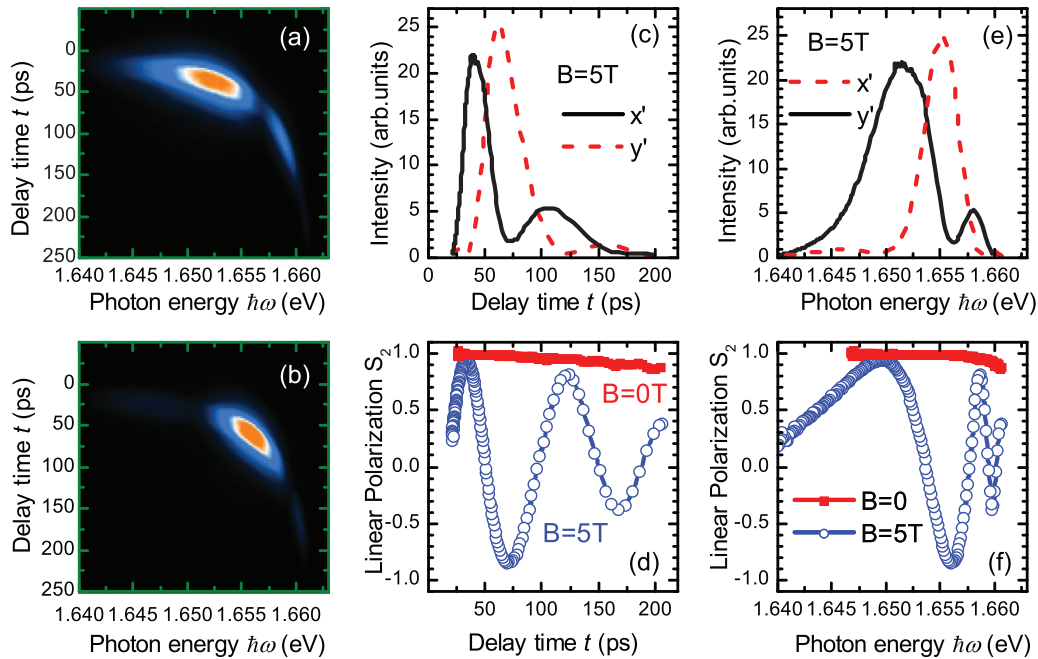 (a)
Delay time t (ps)
0
50
100
150
200
250
1.640 1.645 1.650 1.655 1.660
Photon energy ħω (eV)
(b)
Delay time t (ps)
0
50
100
150
200
250
1.640 1.645 1.650 1.655 1.660
Photon energy ħω (eV)
(c)
Intensity (arb.units)
25
20
15
10
5
0
B=5T
x'
y'
0 50 100 150 200
Delay time t (ps)
(d)
Linear Polarization S2
1.0
0.5
0.0
-0.5
-1.0
B=0T
B=5T
50 100 150 200
Delay time t (ps)
(e)
Intensity (arb.units)
25
20
15
10
5
0
B=5T
x'
y'
1.640 1.645 1.650 1.655 1.660
Photon energy ħω (eV)
(f)
Linear Polarization S2
1.0
0.5
0.0
-0.5
-1.0
B=0
B=5T
1.640 1.645 1.650 1.655 1.660
Photon energy ħω (eV)